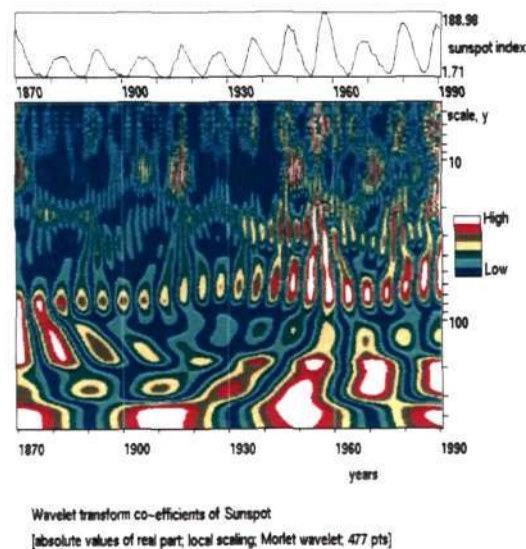 188.98
sunspot index
1.71
1870 1900 1930 1960 1990
scale, y
10
High
Low
100
1870 1900 1930 1960 1990
years
Wavelet transform co-efficients of Sunspot
[absolute values of real part; local scaling; Morlet wavelet; 477 pts]